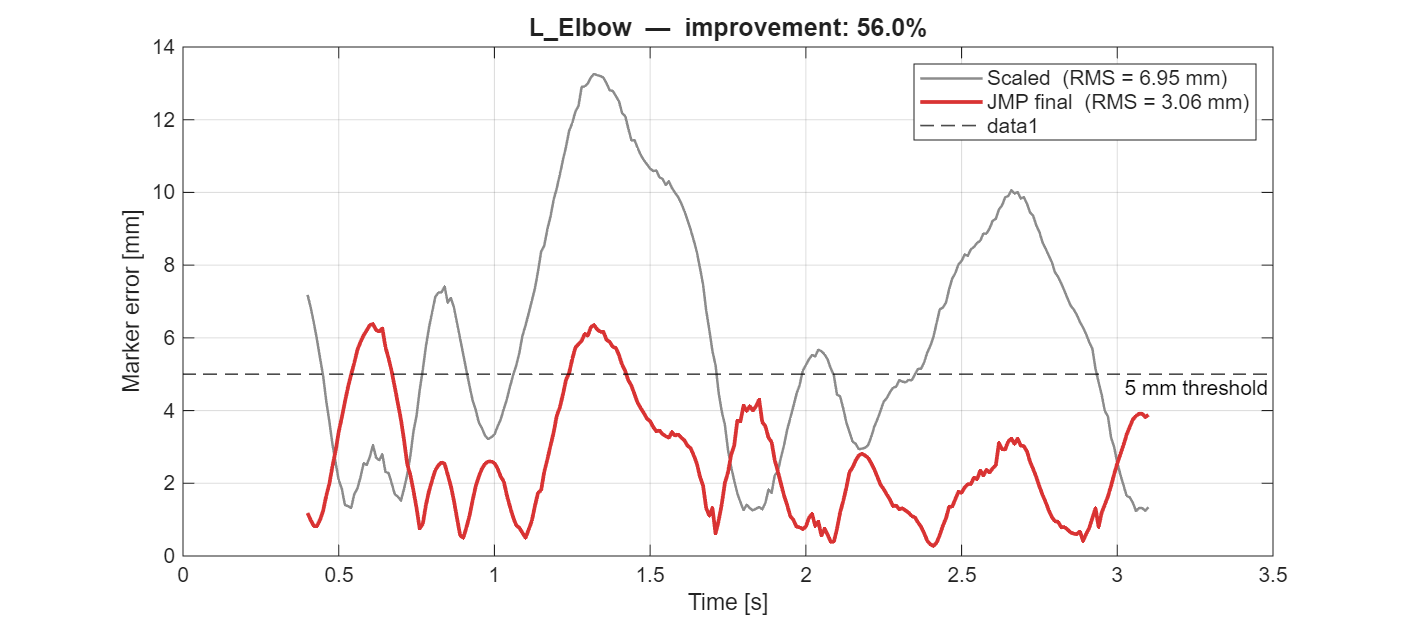 L_Elbow — improvement: 56.0%
14
12
10
8
6
4
2
0
Marker error [mm]
Scaled (RMS = 6.95 mm)
JMP final (RMS = 3.06 mm)
data1
5 mm threshold
0 0.5 1 1.5 2 2.5 3 3.5
Time [s]